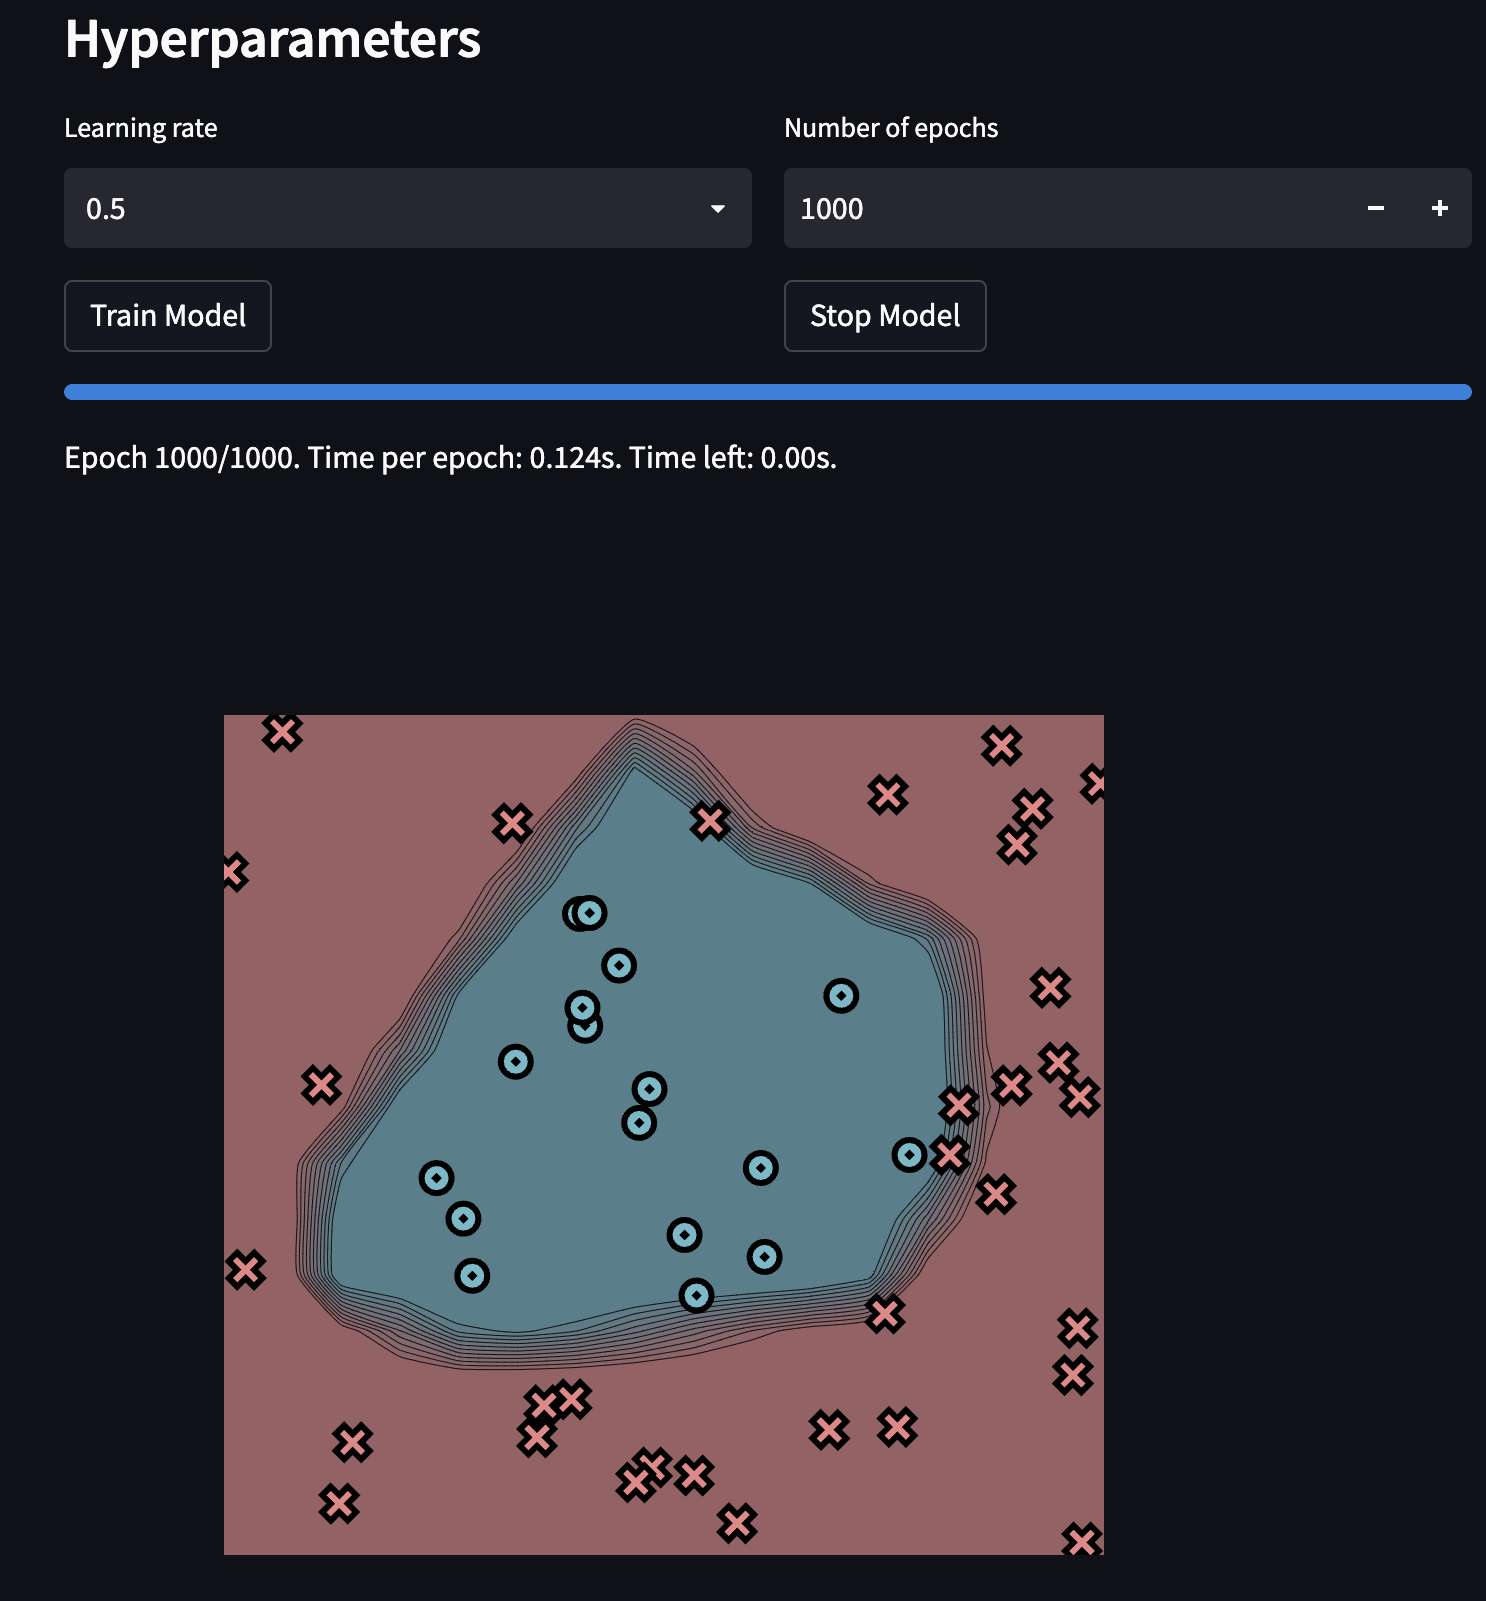 Hyperparameters
Learning rate
Number of epochs
0.5
1000
Train Model
Stop Model
Epoch 1000/1000. Time per epoch: 0.124s. Time left: 0.00s.